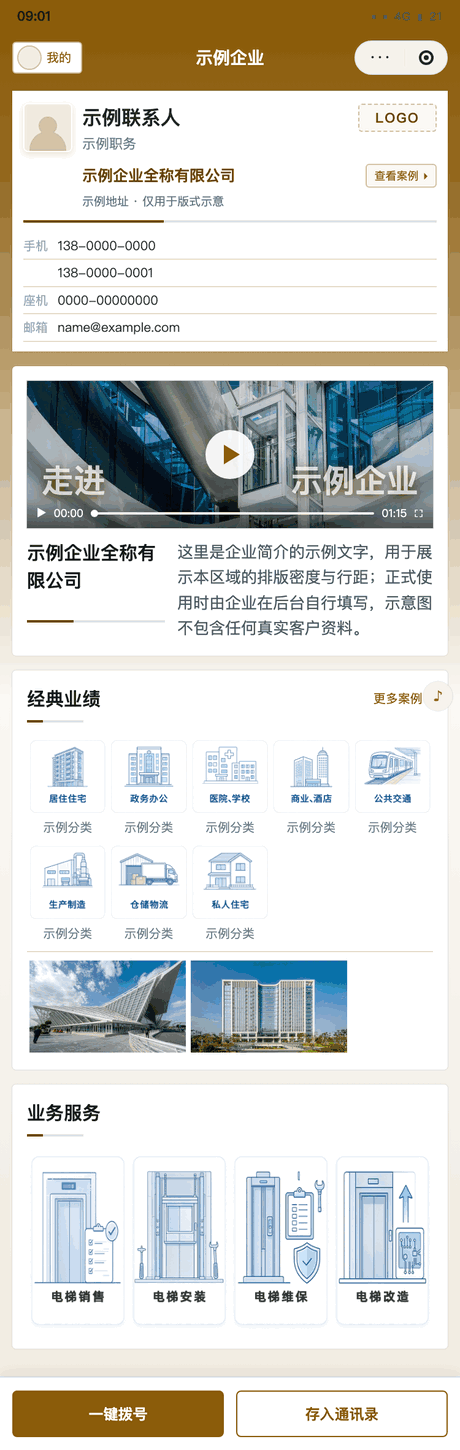 09:01
4G
21
我的
示例企业
示例联系人
LOGO
示例职务
示例企业全称有限公司
查看案例
示例地址 · 仅用于版式示意
手机 138-0000-0000
138-0000-0001
座机 0000-00000000
邮箱 name@example.com
走进 示例企业
00:00 01:15
示例企业全称有
限公司
这里是企业简介的示例文字，用于展
示本区域的排版密度与行距；正式使
用时由企业在后台自行填写，示意图
不包含任何真实客户资料。
经典业绩
更多案例
居住住宅 政务办公 医院、学校 商业、酒店 公共交通
示例分类 示例分类 示例分类 示例分类 示例分类
生产制造 仓储物流 私人住宅
示例分类 示例分类 示例分类
业务服务
电梯销售 电梯安装 电梯维保 电梯改造
一键拨号 存入通讯录